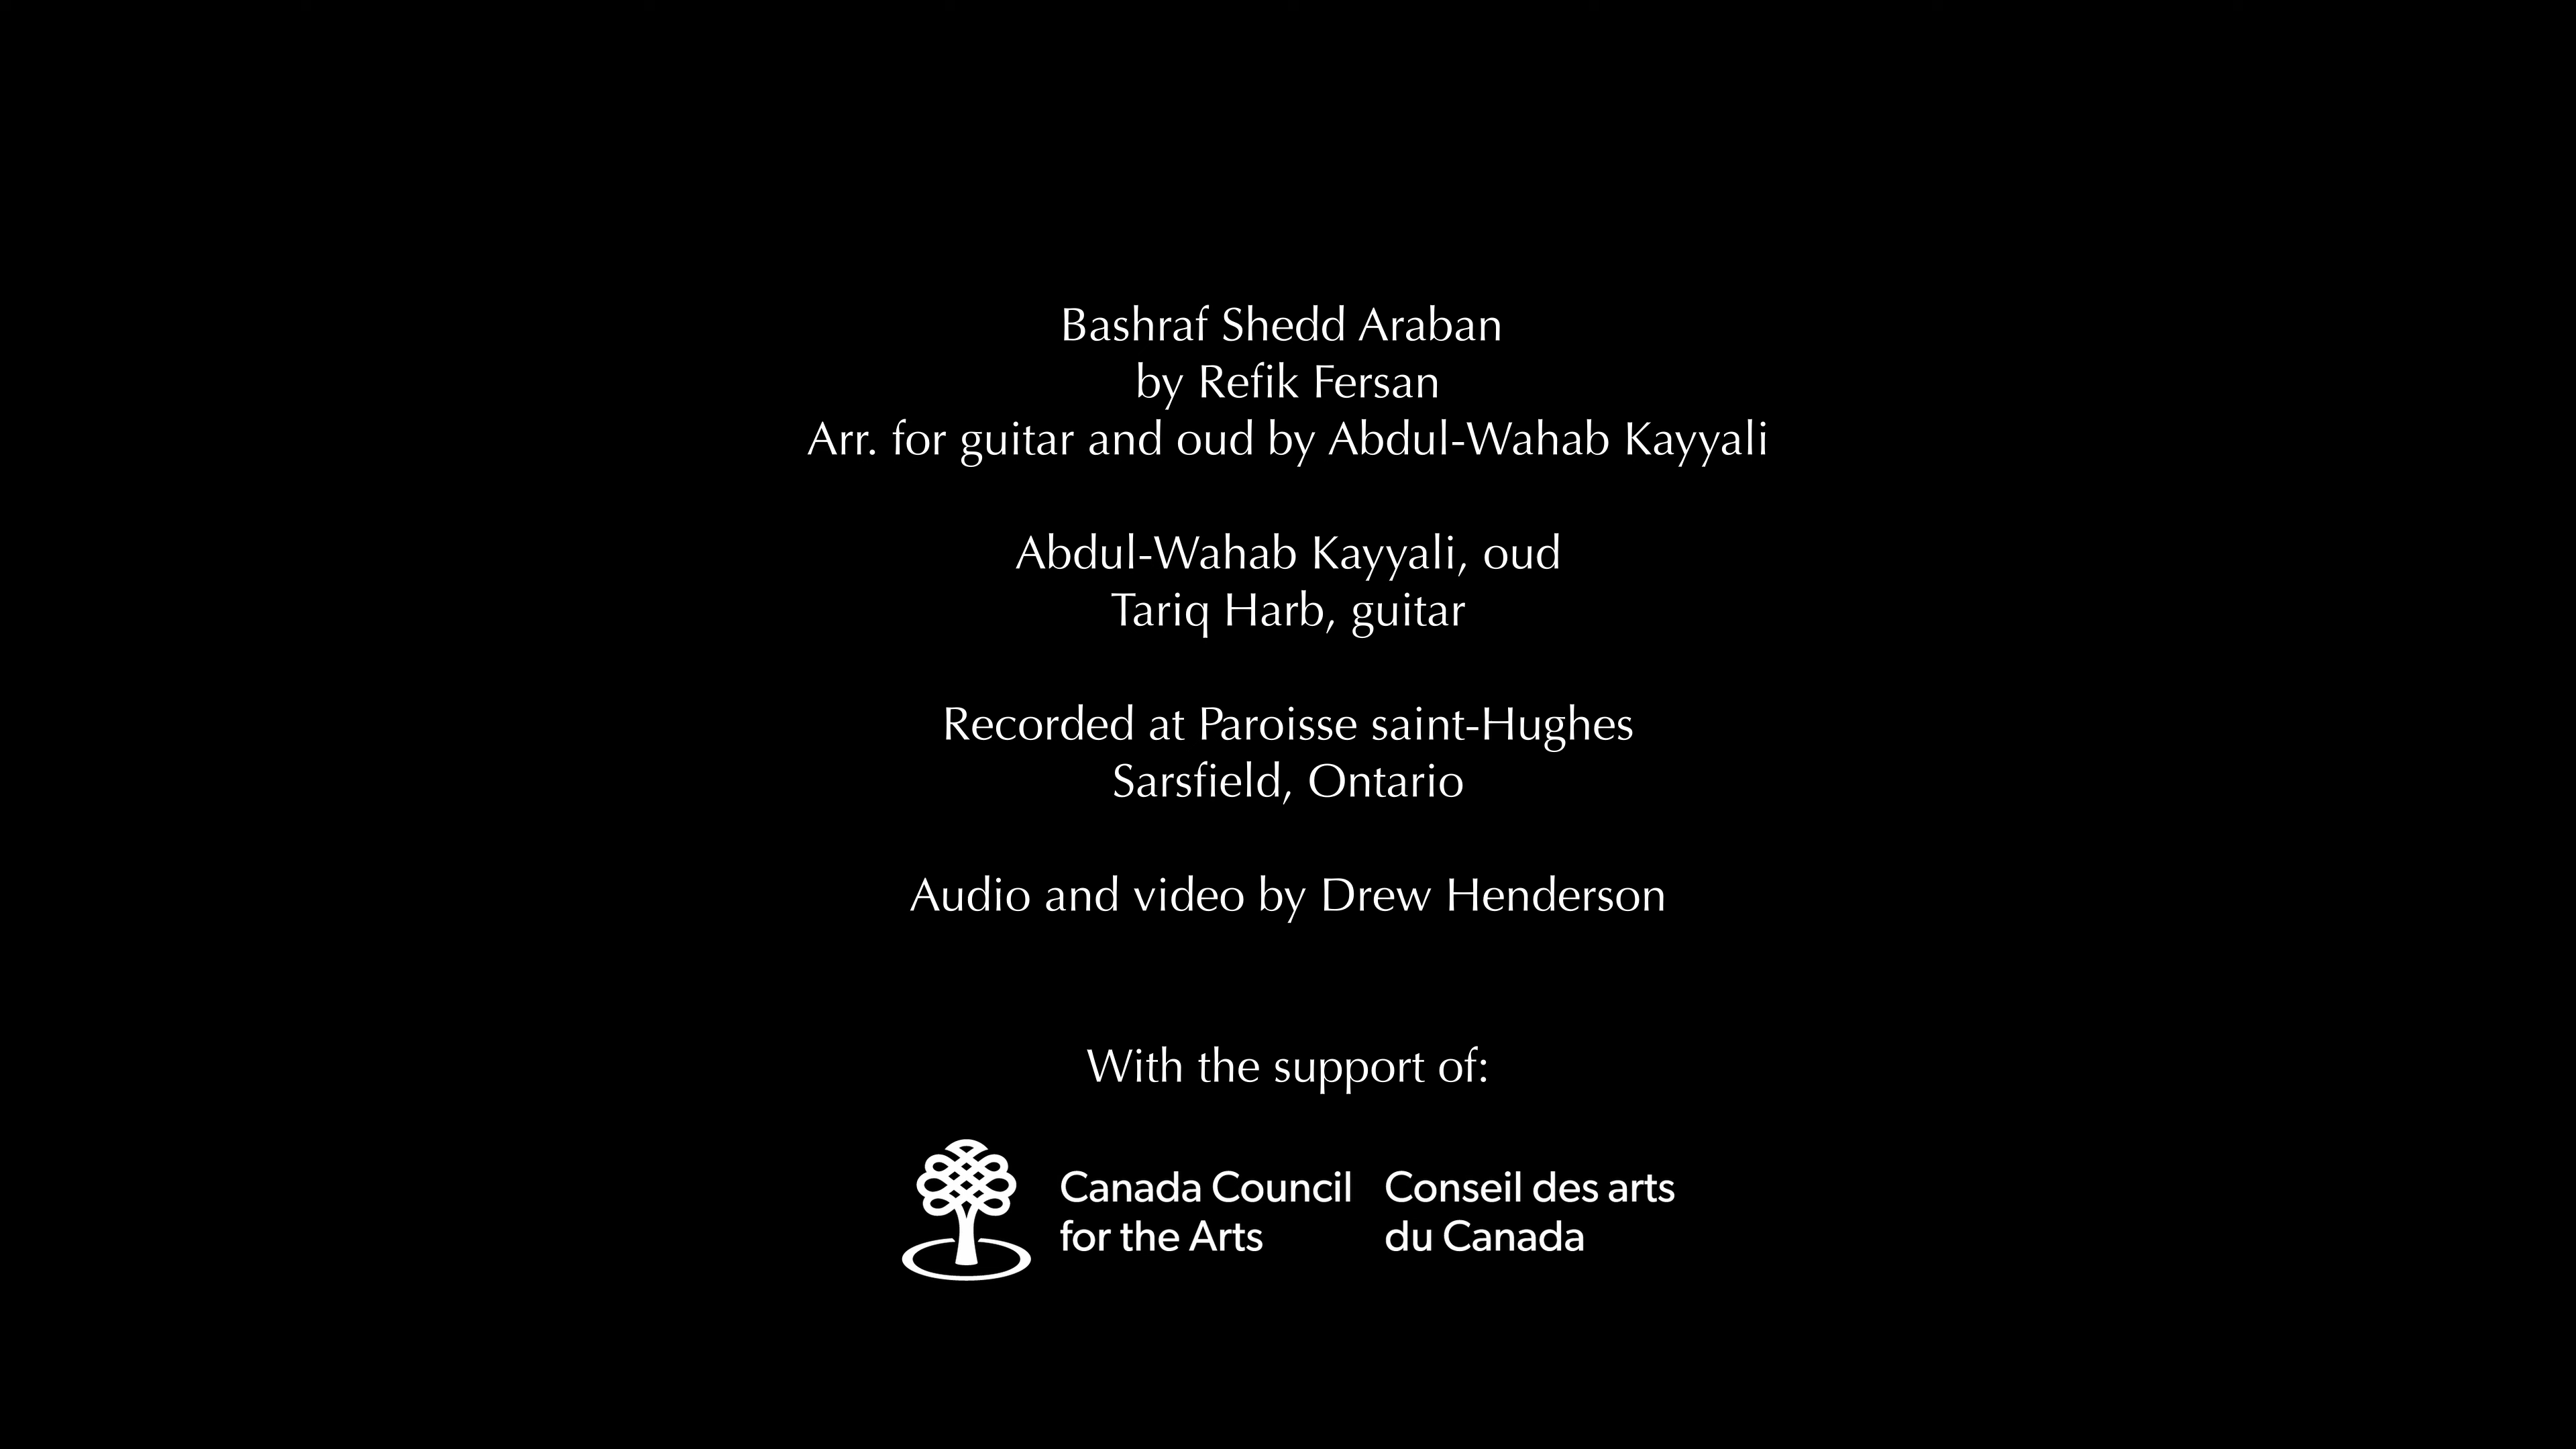 Bashraf Shedd Araban
by Refik Fersan
Arr. for guitar and oud by Abdul-Wahab Kayyali
Abdul-Wahab Kayyali, oud
Tariq Harb, guitar
Recorded at Paroisse saint-Hughes
Sarsfield, Ontario
Audio and video by Drew Henderson
With the support of:
Canada Council
for the Arts
Conseil des arts
du Canada